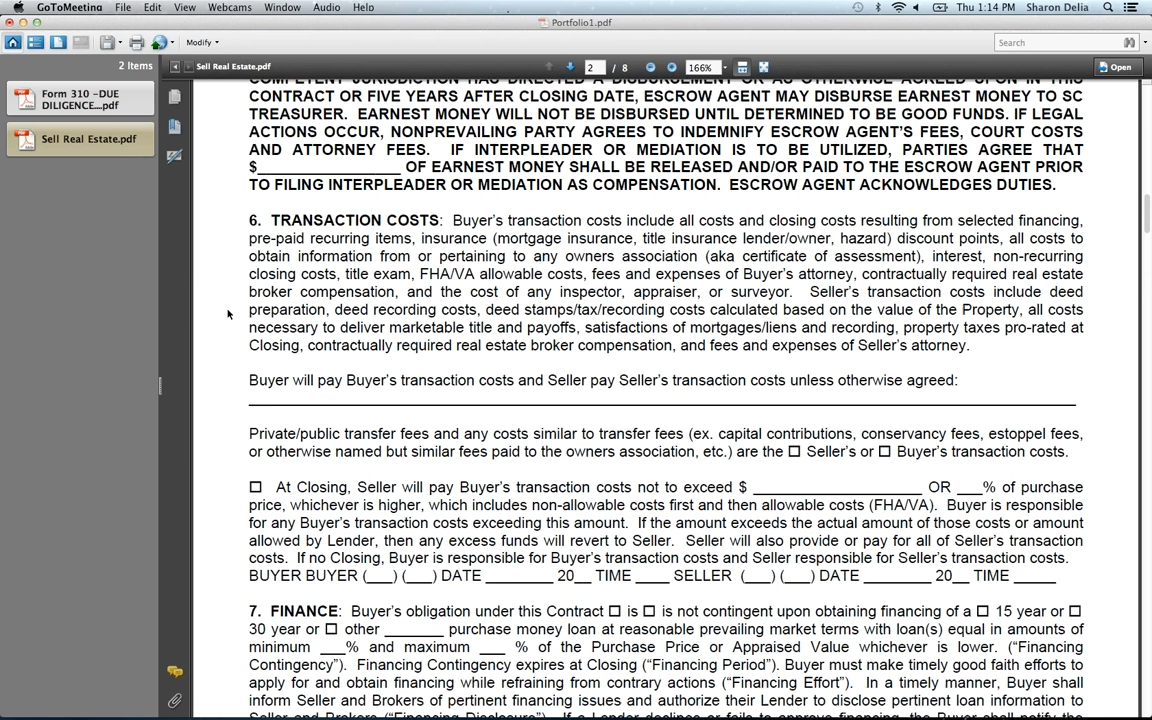 GoToMeeting File Edit View Webcams Window Audio Help Thu 1:14 PM Sharon Delia
Portfolio1.pdf
Modify Search
2 Items Sell Real Estate.pdf 2 / 8 166% Open
Form 310 -DUE
DILIGENCE....pdf
Sell Real Estate.pdf
CONTRACT OR FIVE YEARS AFTER CLOSING DATE, ESCROW AGENT MAY DISBURSE EARNEST MONEY TO SC
TREASURER. EARNEST MONEY WILL NOT BE DISBURSED UNTIL DETERMINED TO BE GOOD FUNDS. IF LEGAL
ACTIONS OCCUR, NONPREVAILING PARTY AGREES TO INDEMNIFY ESCROW AGENT'S FEES, COURT COSTS
AND ATTORNEY FEES. IF INTERPLEADER OR MEDIATION IS TO BE UTILIZED, PARTIES AGREE THAT
$_________________ OF EARNEST MONEY SHALL BE RELEASED AND/OR PAID TO THE ESCROW AGENT PRIOR
TO FILING INTERPLEADER OR MEDIATION AS COMPENSATION. ESCROW AGENT ACKNOWLEDGES DUTIES.
6. TRANSACTION COSTS: Buyer's transaction costs include all costs and closing costs resulting from selected financing,
pre-paid recurring items, insurance (mortgage insurance, title insurance lender/owner, hazard) discount points, all costs to
obtain information from or pertaining to any owners association (aka certificate of assessment), interest, non-recurring
closing costs, title exam, FHA/VA allowable costs, fees and expenses of Buyer's attorney, contractually required real estate
broker compensation, and the cost of any inspector, appraiser, or surveyor. Seller's transaction costs include deed
preparation, deed recording costs, deed stamps/tax/recording costs calculated based on the value of the Property, all costs
necessary to deliver marketable title and payoffs, satisfactions of mortgages/liens and recording, property taxes pro-rated at
Closing, contractually required real estate broker compensation, and fees and expenses of Seller's attorney.
Buyer will pay Buyer's transaction costs and Seller pay Seller's transaction costs unless otherwise agreed:
Private/public transfer fees and any costs similar to transfer fees (ex. capital contributions, conservancy fees, estoppel fees,
or otherwise named but similar fees paid to the owners association, etc.) are the ☐ Seller's or ☐ Buyer's transaction costs.
☐ At Closing, Seller will pay Buyer's transaction costs not to exceed $ ____________________ OR ___% of purchase
price, whichever is higher, which includes non-allowable costs first and then allowable costs (FHA/VA). Buyer is responsible
for any Buyer's transaction costs exceeding this amount. If the amount exceeds the actual amount of those costs or amount
allowed by Lender, then any excess funds will revert to Seller. Seller will also provide or pay for all of Seller's transaction
costs. If no Closing, Buyer is responsible for Buyer's transaction costs and Seller responsible for Seller's transaction costs.
BUYER BUYER (___) (___) DATE ________ 20__ TIME ____ SELLER (___) (___) DATE ________ 20__ TIME _____
7. FINANCE: Buyer's obligation under this Contract ☐ is ☐ is not contingent upon obtaining financing of a ☐ 15 year or ☐
30 year or ☐ other _______ purchase money loan at reasonable prevailing market terms with loan(s) equal in amounts of
minimum ___% and maximum ___ % of the Purchase Price or Appraised Value whichever is lower. ("Financing
Contingency"). Financing Contingency expires at Closing ("Financing Period"). Buyer must make timely good faith efforts to
apply for and obtain financing while refraining from contrary actions ("Financing Effort"). In a timely manner, Buyer shall
inform Seller and Brokers of pertinent financing issues and authorize their Lender to disclose pertinent loan information to